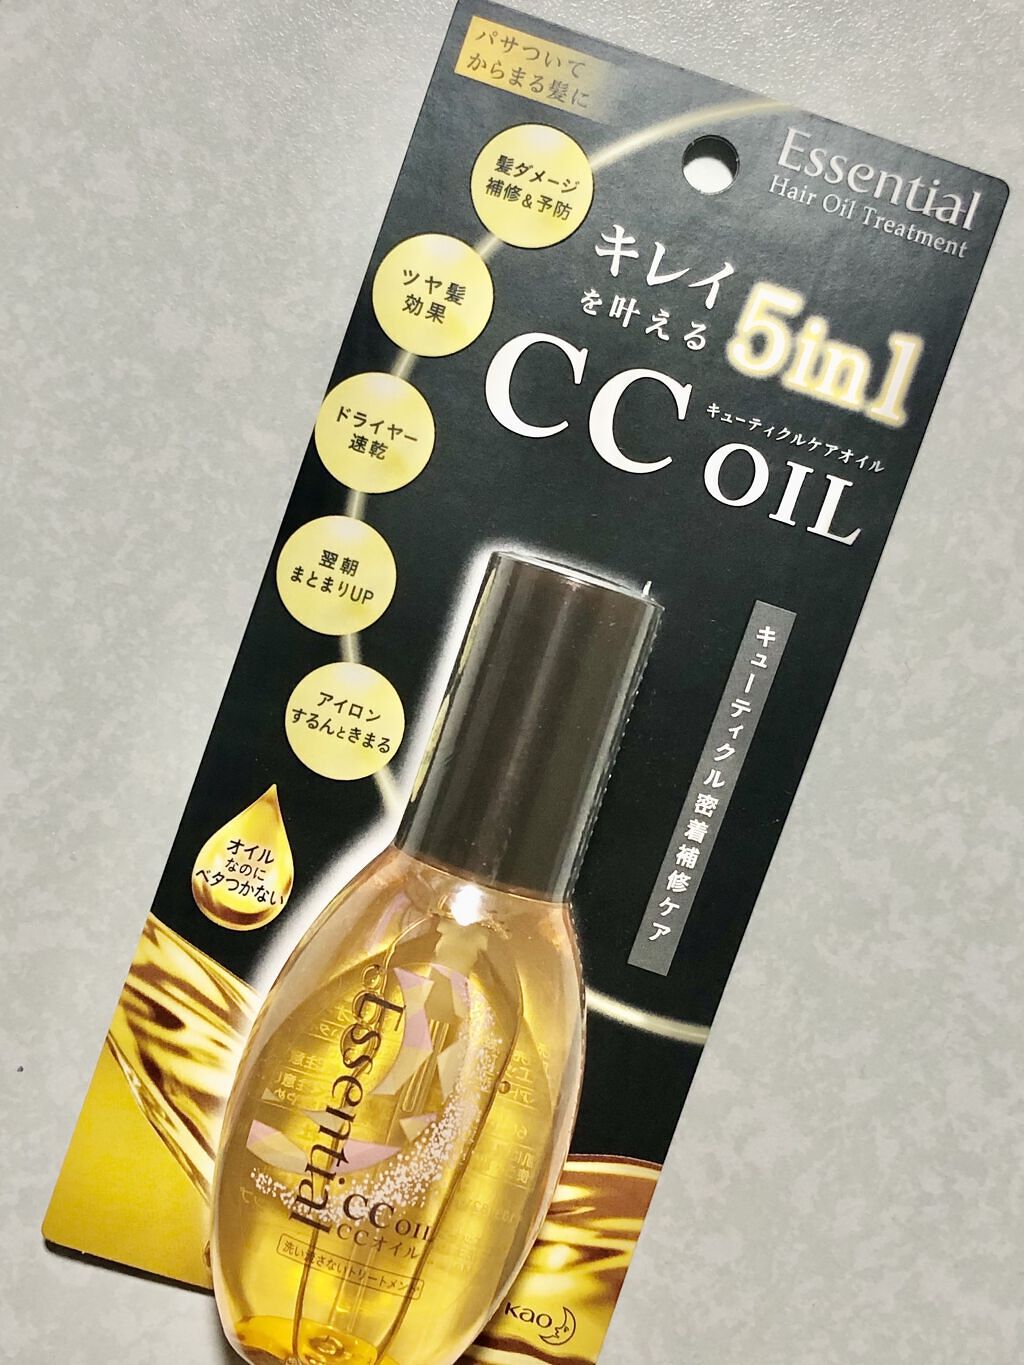 パサついて
からまる髪に
Essential
Hair Oil Treatment
髪ダメージ
補修&予防
キレイ
を叶える
5in1
ツヤ髪
効果
CC OIL
キューティクルケアオイル
ドライヤー
速乾
翌朝
まとまりUP
アイロン
するんときまる
キューティクル密着補修ケア
オイル
なのに
ベタつかない
Essential
CC OIL
CCオイル
洗い流さないトリートメント
kao